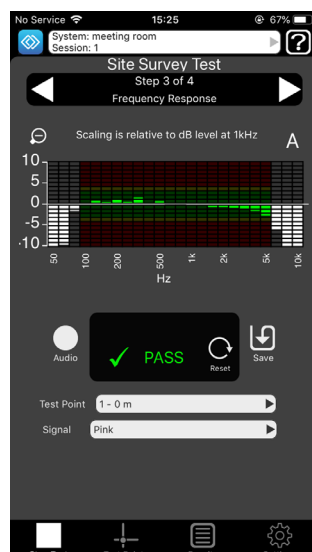 No Service 15:25 67%
System: meeting room
Session: 1
?
Site Survey Test
Step 3 of 4
Frequency Response
Scaling is relative to dB level at 1kHz
A
10
5
0
-5
-10
50 100 200 500 1k 2k 5k 10k
Hz
Audio
PASS
Reset
Save
Test Point 1 - 0 m
Signal Pink